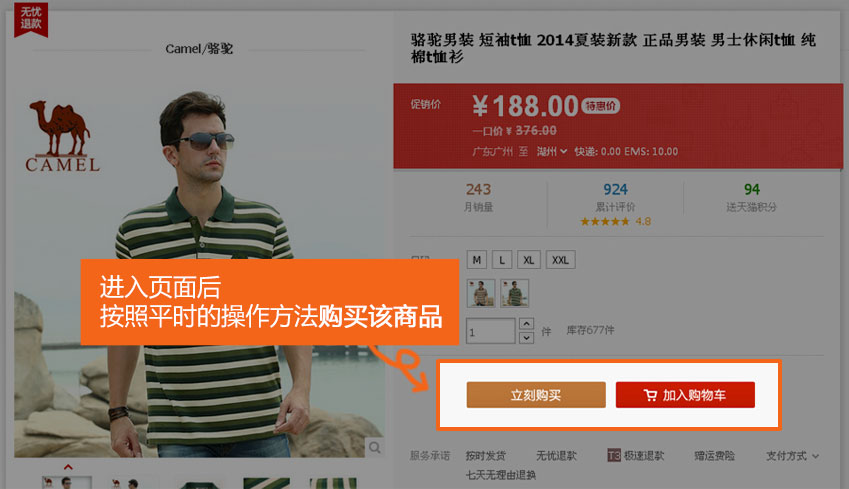 无忧
退款
Camel/骆驼
CAMEL
骆驼男装 短袖t恤 2014夏装新款 正品男装 男士休闲t恤 纯
棉t恤衫
促销价 ¥188.00 特惠价
一口价 ¥ 376.00
广东广州 至 湖州 快递: 0.00 EMS: 10.00
243 924 94
月销量 累计评价 送天猫积分
4.8
M L XL XXL
进入页面后
按照平时的操作方法购买该商品
1 件 库存677件
立刻购买 加入购物车
服务承诺 按时发货 无忧退款 T3 极速退款 赠运费险 支付方式
七天无理由退换